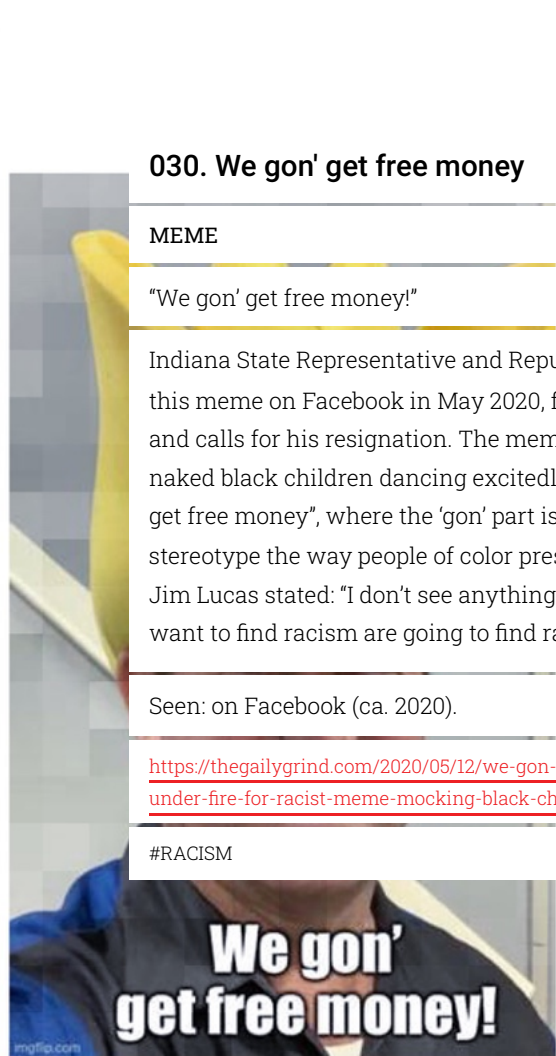 030. We gon' get free money
MEME
“We gon’ get free money!”
Indiana State Representative and Repu
this meme on Facebook in May 2020, f
and calls for his resignation. The mem
naked black children dancing excitedl
get free money”, where the ‘gon’ part is
stereotype the way people of color pres
Jim Lucas stated: “I don’t see anything
want to find racism are going to find ra
Seen: on Facebook (ca. 2020).
https://thegailygrind.com/2020/05/12/we-gon-
under-fire-for-racist-meme-mocking-black-ch
#RACISM
We gon’
get free money!
imgflip.com